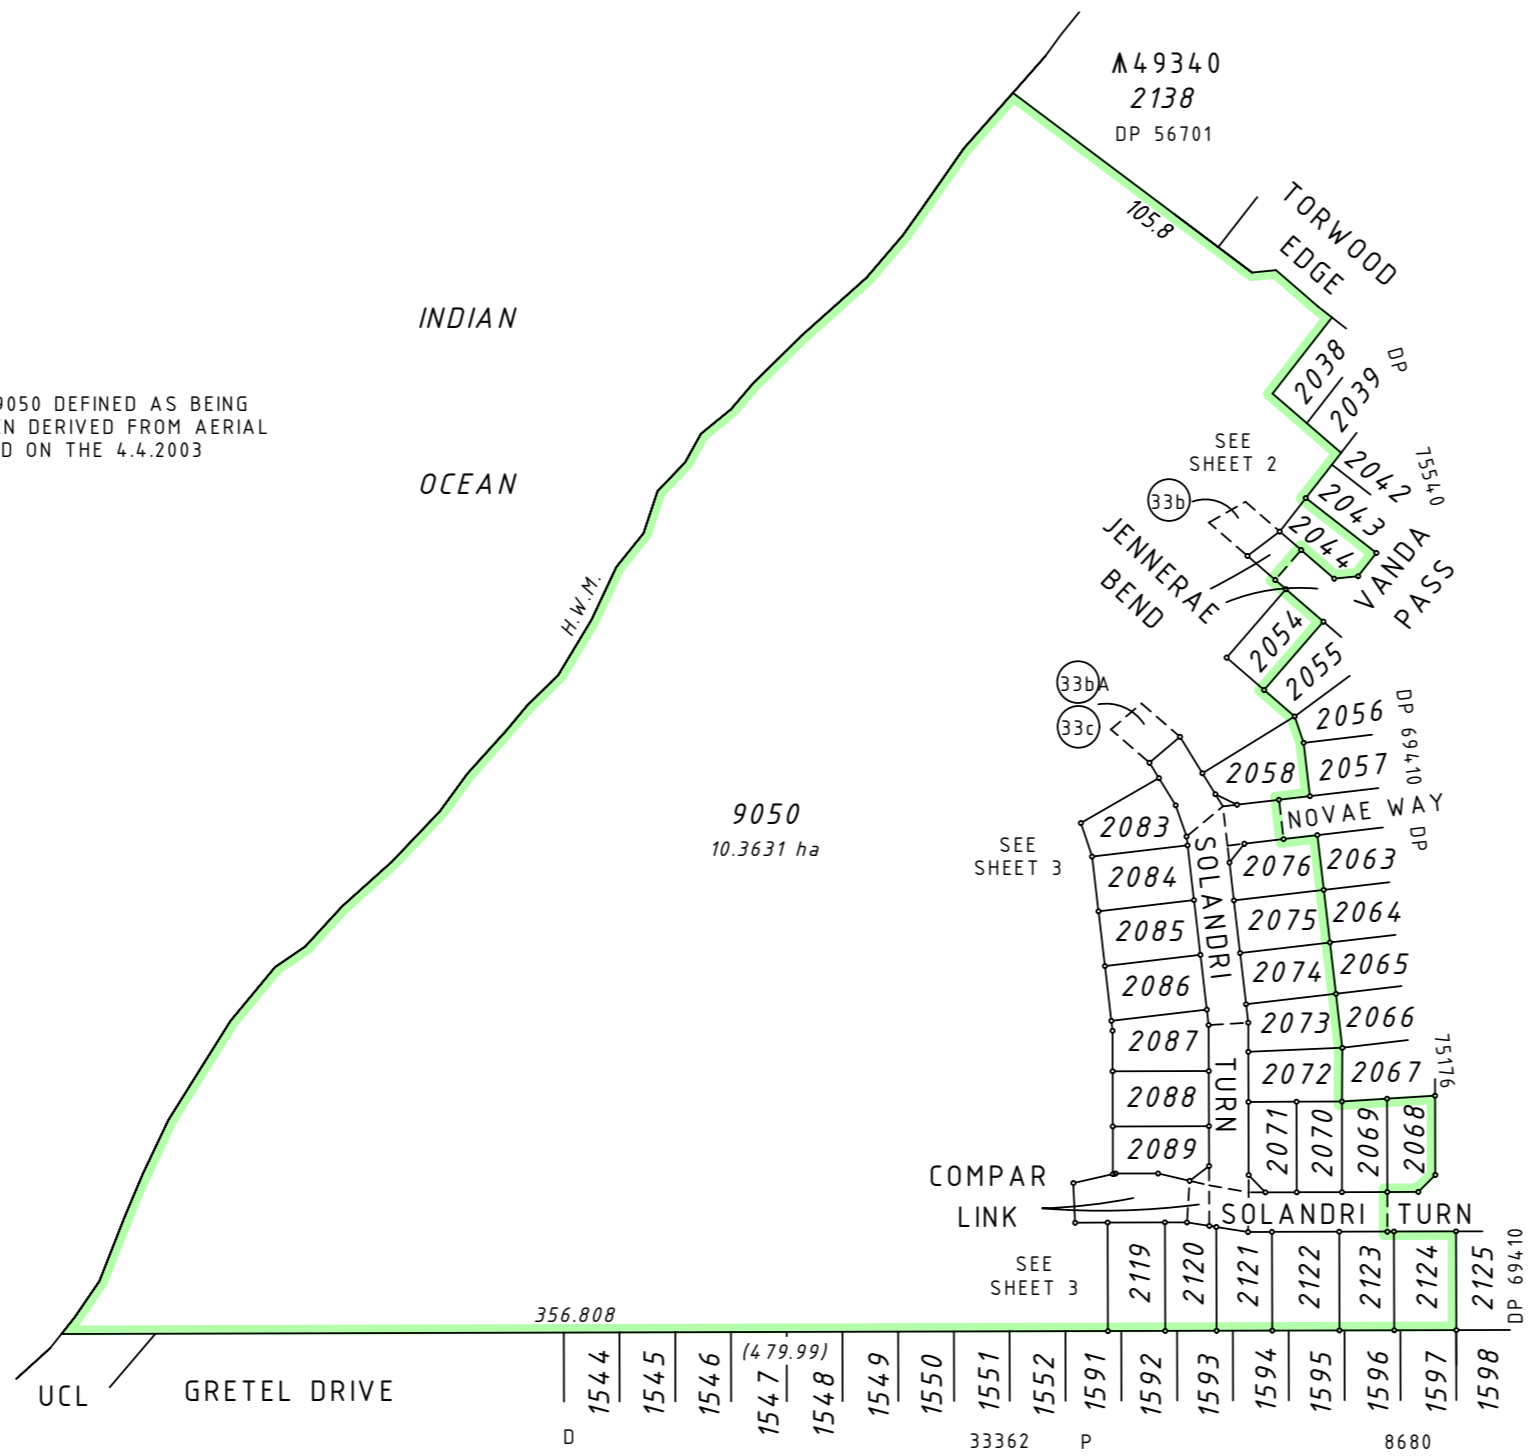 ⩚49340
2138
DP 56701
TORWOOD
EDGE
105.8
INDIAN
OCEAN
9050 DEFINED AS BEING
EN DERIVED FROM AERIAL
D ON THE 4.4.2003
2038
2039
DP
75540
SEE
SHEET 2
2042
2043
2044
33b
JENNERAE
BEND
VANDA
PASS
H.W.M.
2054
2055
33bA
33c
2056
DP 69410
2057
2058
NOVAE WAY
DP
75176
9050
10.3631 ha
SEE
SHEET 3
2083
2084
2085
2086
2087
2088
2089
SOLANDRI
TURN
2076
2075
2074
2073
2072
2063
2064
2065
2066
2067
2071
2070
2069
2068
COMPAR
LINK
SOLANDRI TURN
SEE
SHEET 3
2119
2120
2121
2122
2123
2124
2125
DP 69410
356.808
(479.99)
UCL
GRETEL DRIVE
1544
1545
1546
1547
1548
1549
1550
1551
1552
1591
1592
1593
1594
1595
1596
1597
1598
D
33362
P
8680